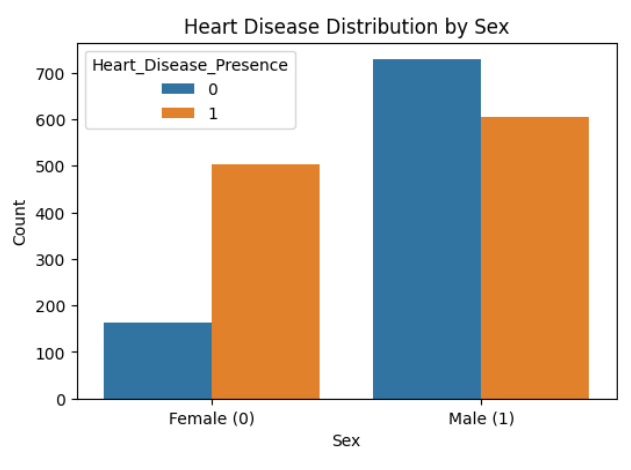 Heart Disease Distribution by Sex
Heart_Disease_Presence
0
1
700
600
500
400
300
200
100
0
Count
Female (0)
Male (1)
Sex